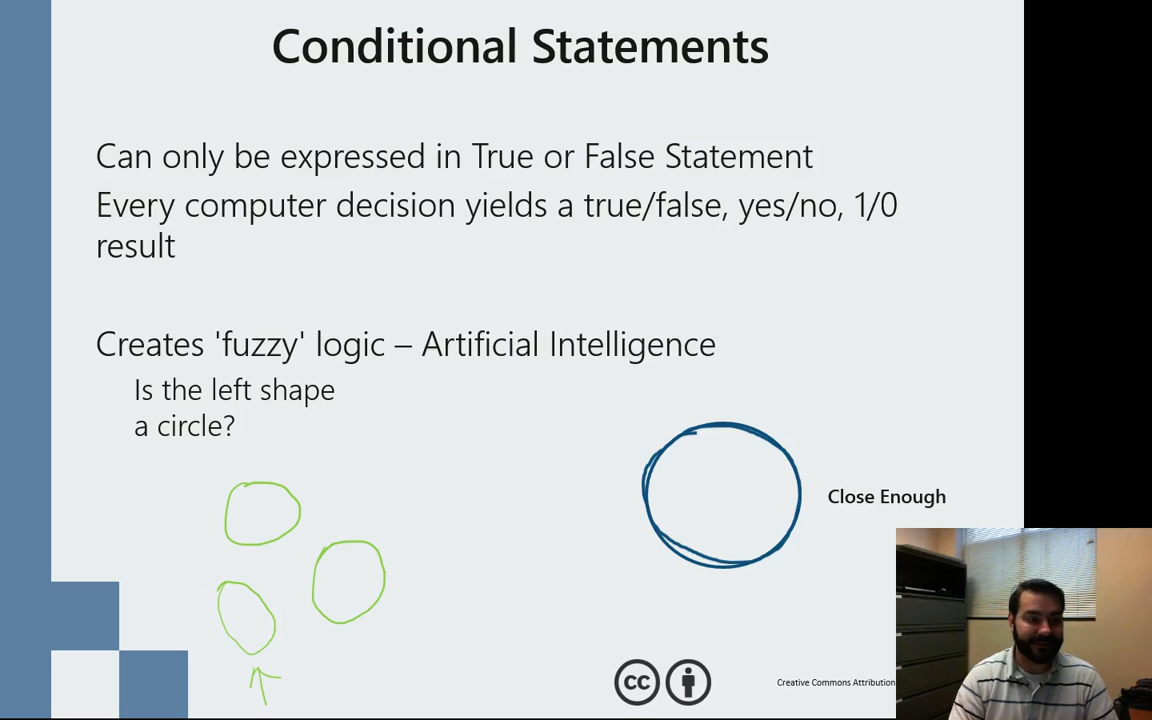 Conditional Statements
Can only be expressed in True or False Statement
Every computer decision yields a true/false, yes/no, 1/0
result
Creates 'fuzzy' logic – Artificial Intelligence
Is the left shape
a circle?
Close Enough
cc
Creative Commons Attribution